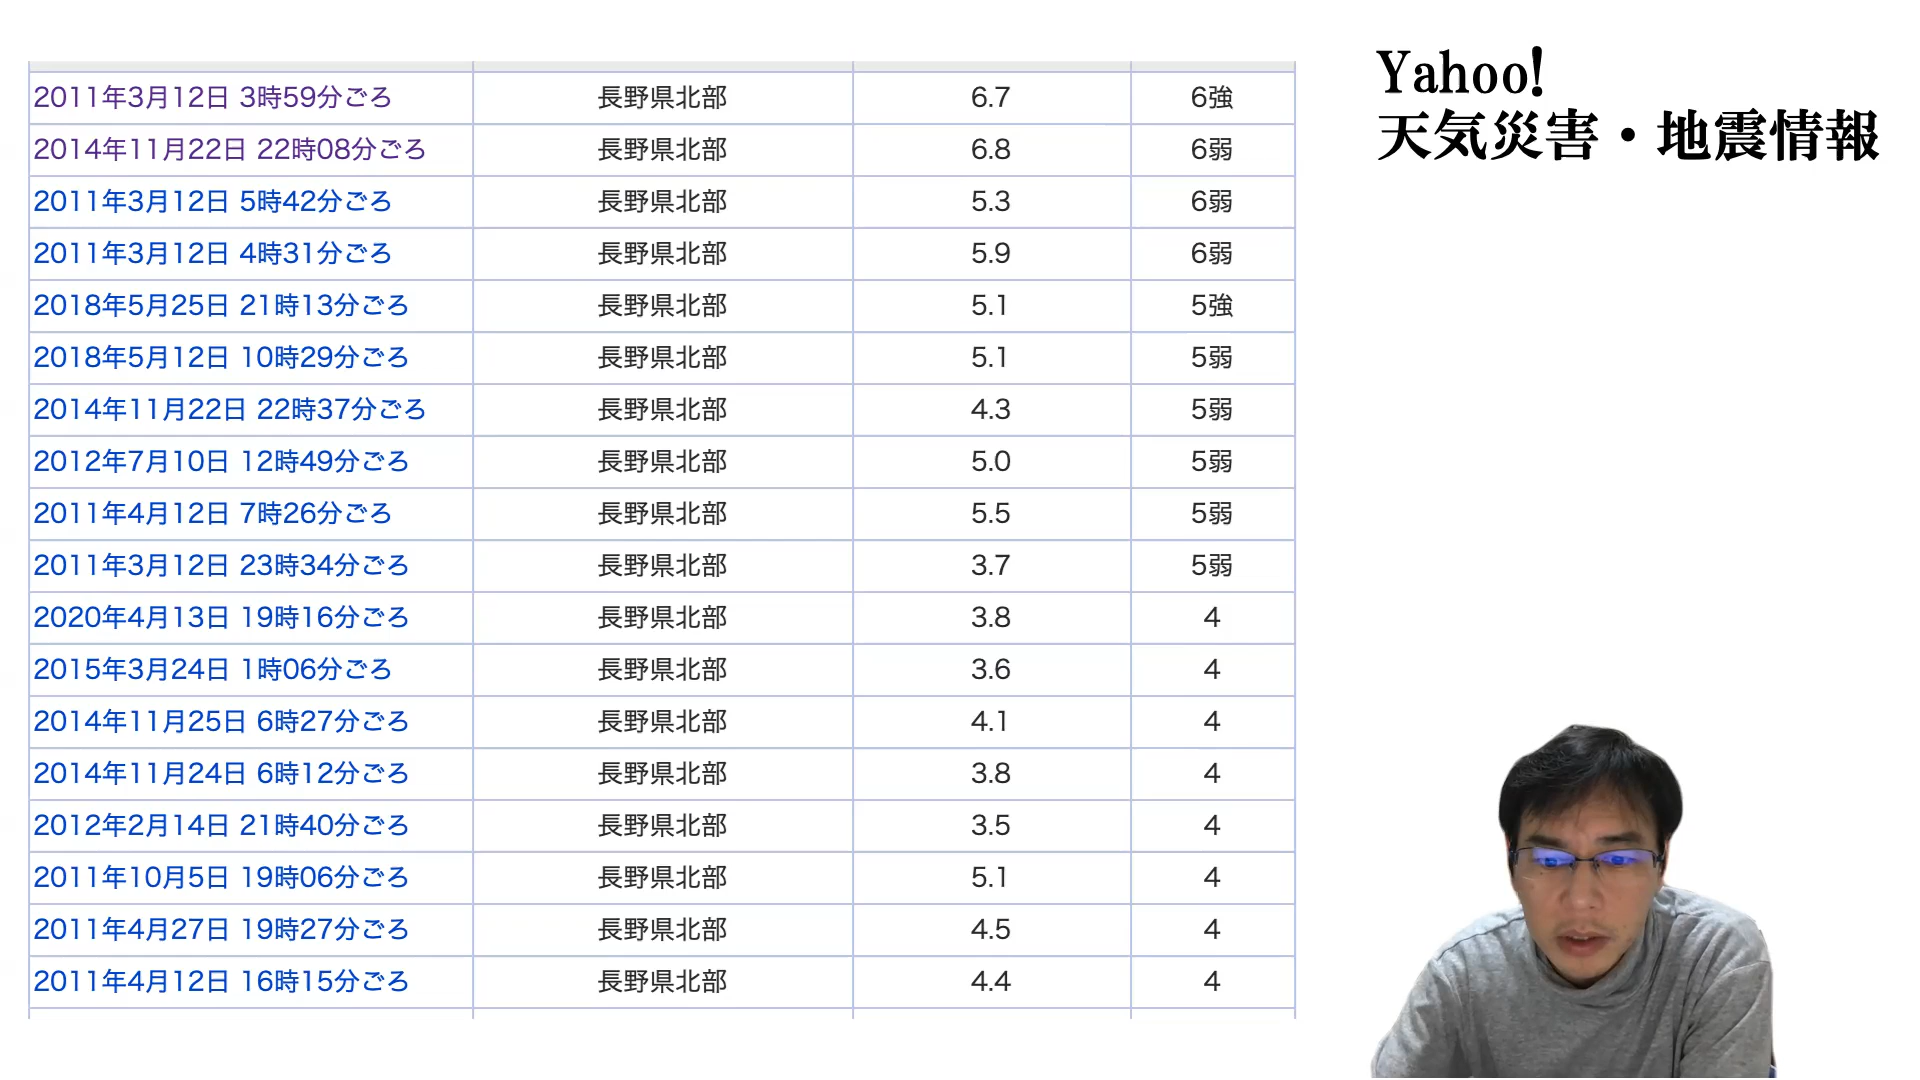 Yahoo!
天気災害・地震情報
2011年3月12日 3時59分ごろ 長野県北部 6.7 6強
2014年11月22日 22時08分ごろ 長野県北部 6.8 6弱
2011年3月12日 5時42分ごろ 長野県北部 5.3 6弱
2011年3月12日 4時31分ごろ 長野県北部 5.9 6弱
2018年5月25日 21時13分ごろ 長野県北部 5.1 5強
2018年5月12日 10時29分ごろ 長野県北部 5.1 5弱
2014年11月22日 22時37分ごろ 長野県北部 4.3 5弱
2012年7月10日 12時49分ごろ 長野県北部 5.0 5弱
2011年4月12日 7時26分ごろ 長野県北部 5.5 5弱
2011年3月12日 23時34分ごろ 長野県北部 3.7 5弱
2020年4月13日 19時16分ごろ 長野県北部 3.8 4
2015年3月24日 1時06分ごろ 長野県北部 3.6 4
2014年11月25日 6時27分ごろ 長野県北部 4.1 4
2014年11月24日 6時12分ごろ 長野県北部 3.8 4
2012年2月14日 21時40分ごろ 長野県北部 3.5 4
2011年10月5日 19時06分ごろ 長野県北部 5.1 4
2011年4月27日 19時27分ごろ 長野県北部 4.5 4
2011年4月12日 16時15分ごろ 長野県北部 4.4 4